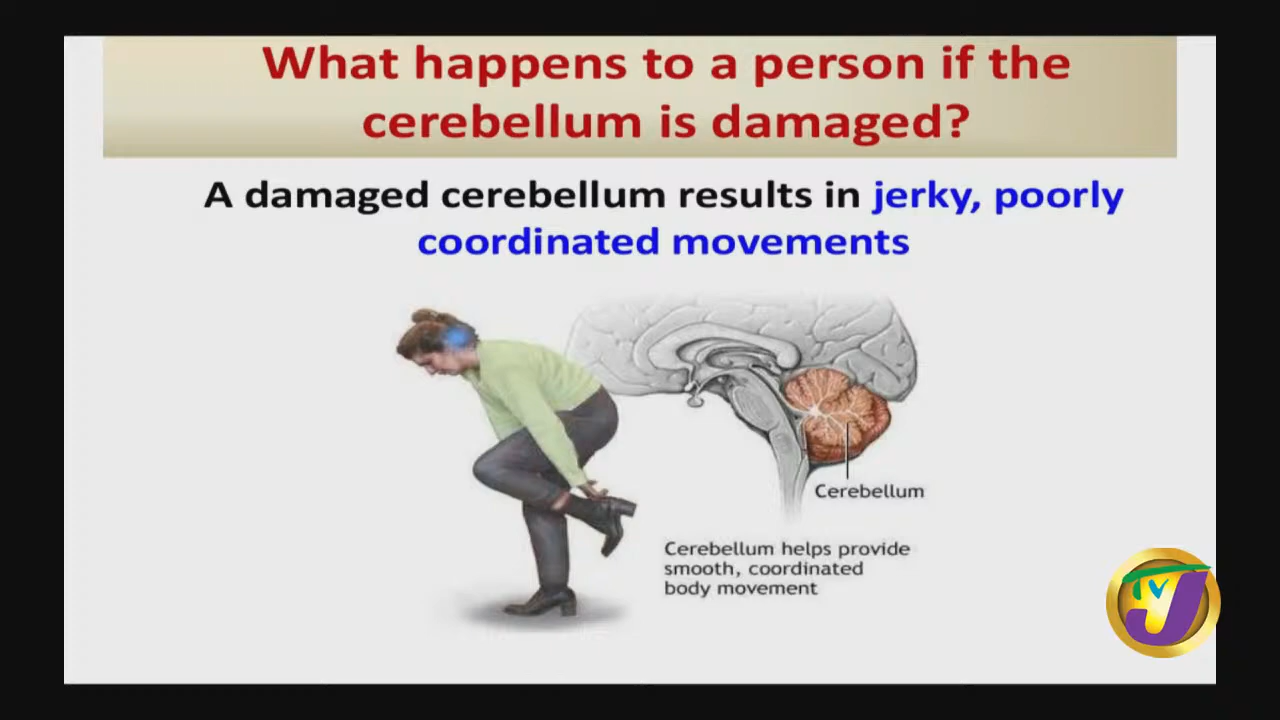 What happens to a person if the
cerebellum is damaged?
A damaged cerebellum results in jerky, poorly
coordinated movements
Cerebellum
Cerebellum helps provide
smooth, coordinated
body movement
TVJ